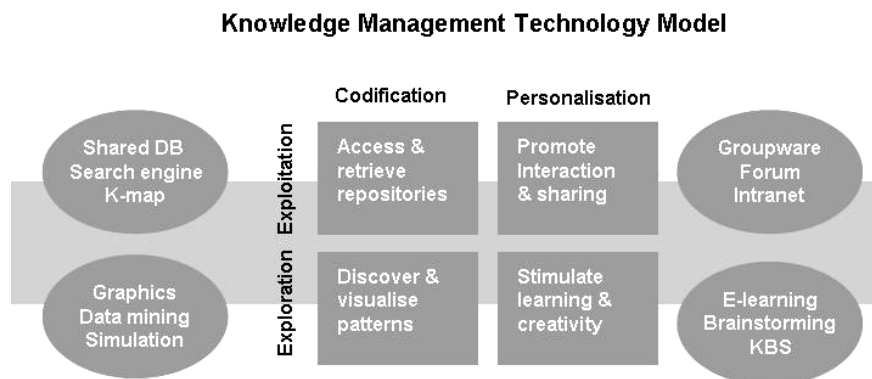 Knowledge Management Technology Model
Codification
Personalisation
Shared DB
Search engine
K-map
Exploitation
Access &
retrieve
repositories
Promote
Interaction
& sharing
Groupware
Forum
Intranet
Graphics
Data mining
Simulation
Exploration
Discover &
visualise
patterns
Stimulate
learning &
creativity
E-learning
Brainstorming
KBS